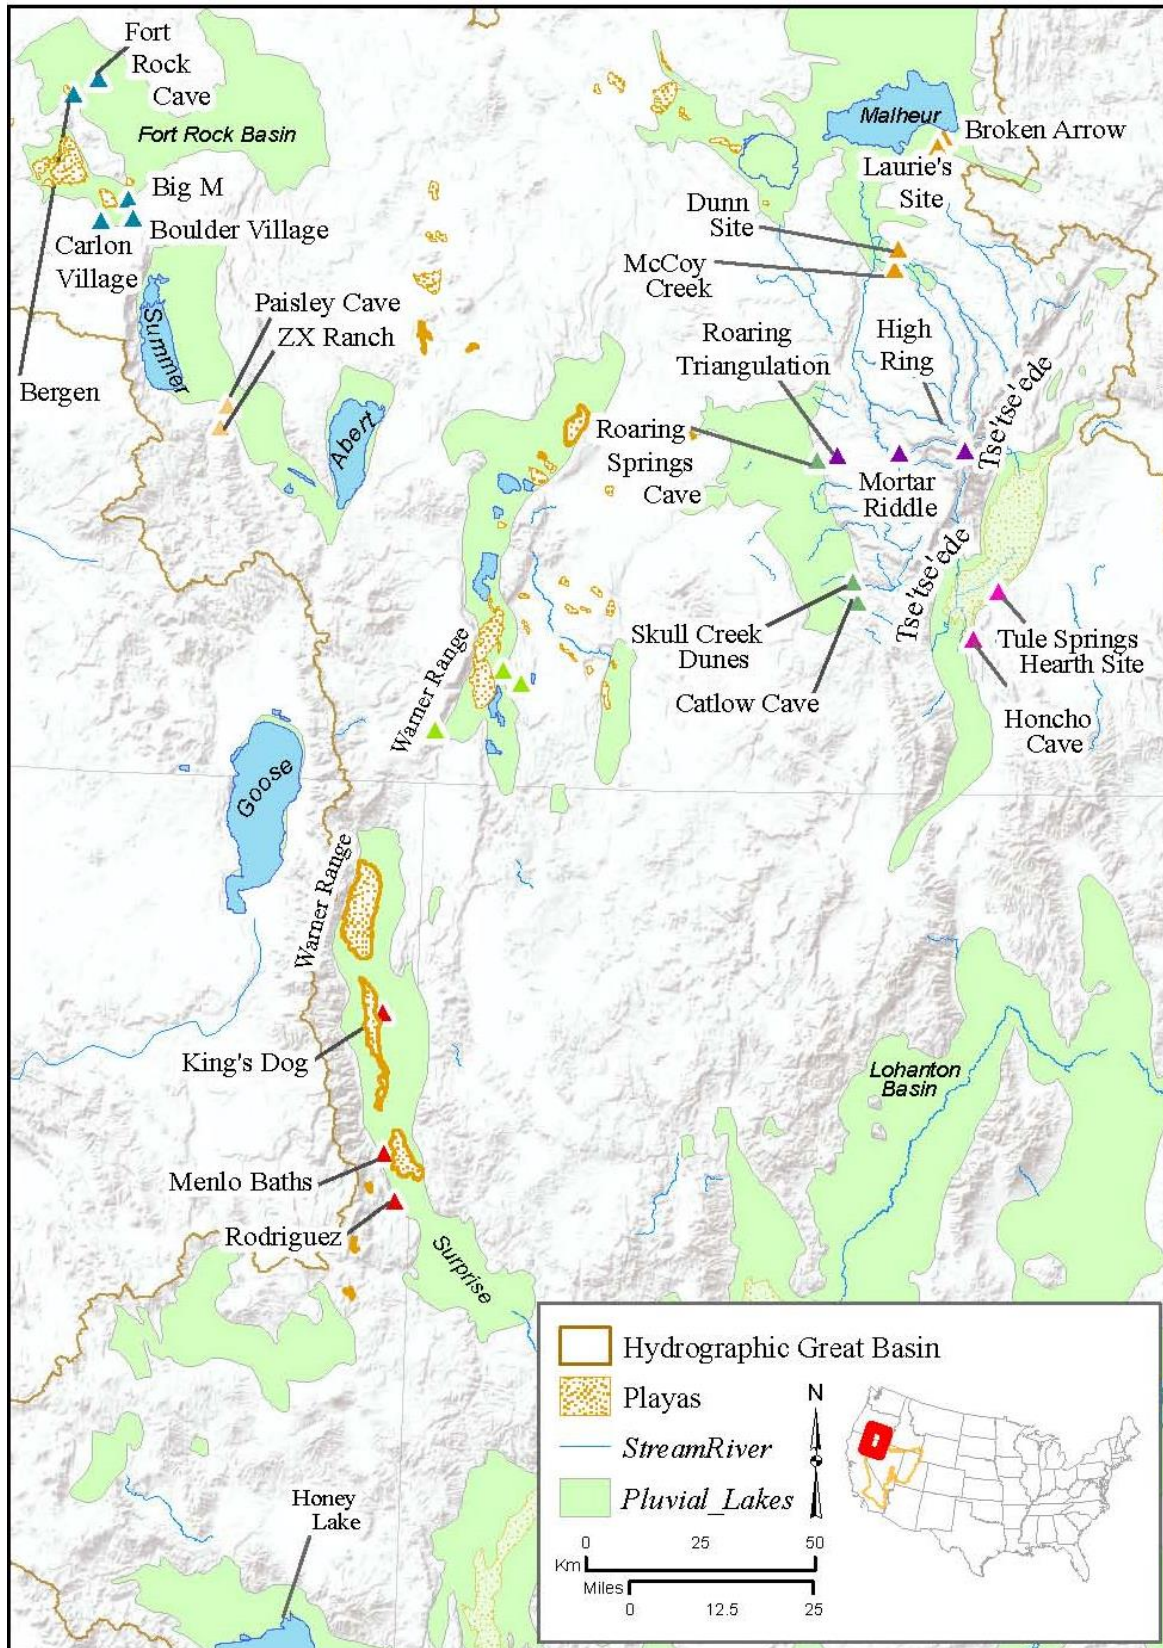 Fort
Rock
Cave
Fort Rock Basin
Malheur
Broken Arrow
Laurie's
Site
Big M
Boulder Village
Carlon
Village
Dunn
Site
McCoy
Creek
Paisley Cave
ZX Ranch
Summer
Bergen
Abert
Roaring
Triangulation
High
Ring
Tse'tse'ede
Roaring
Springs
Cave
Mortar
Riddle
Tse'tse'ede
Skull Creek
Dunes
Catlow Cave
Tule Springs
Hearth Site
Honcho
Cave
Warner Range
Goose
Warner Range
King's Dog
Lohanton
Basin
Menlo Baths
Rodriguez
Surprise
Honey
Lake
Hydrographic Great Basin
Playas
StreamRiver
Pluvial_Lakes
N
0 25 50
Km
Miles
0 12.5 25